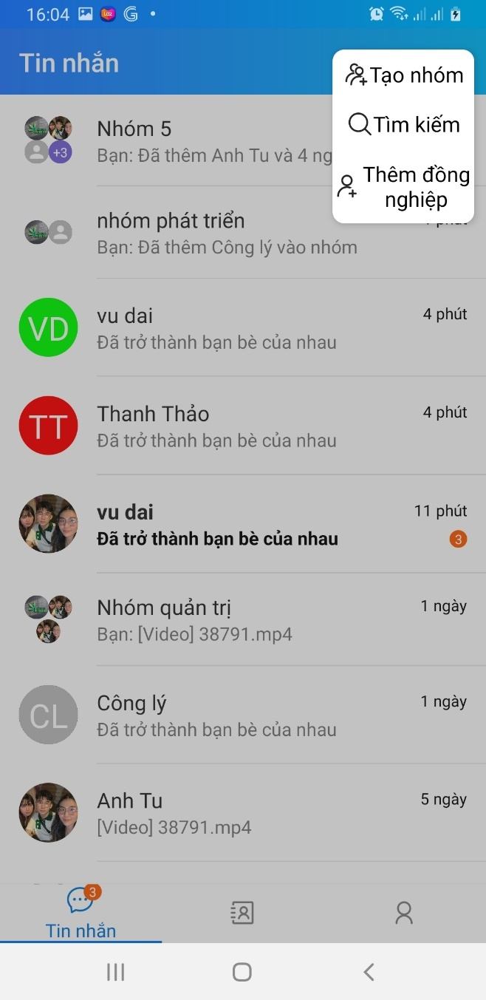 16:04
Tin nhắn
Tạo nhóm
Tìm kiếm
Thêm đồng
nghiệp
Nhóm 5
Bạn: Đã thêm Anh Tu và 4 ng
+3
nhóm phát triển
Bạn: Đã thêm Công lý vào nhóm
VD
vu dai
4 phút
Đã trở thành bạn bè của nhau
TT
Thanh Thảo
4 phút
Đã trở thành bạn bè của nhau
vu dai
11 phút
Đã trở thành bạn bè của nhau
3
Nhóm quản trị
1 ngày
Bạn: [Video] 38791.mp4
CL
Công lý
1 ngày
Đã trở thành bạn bè của nhau
Anh Tu
5 ngày
[Video] 38791.mp4
3
Tin nhắn